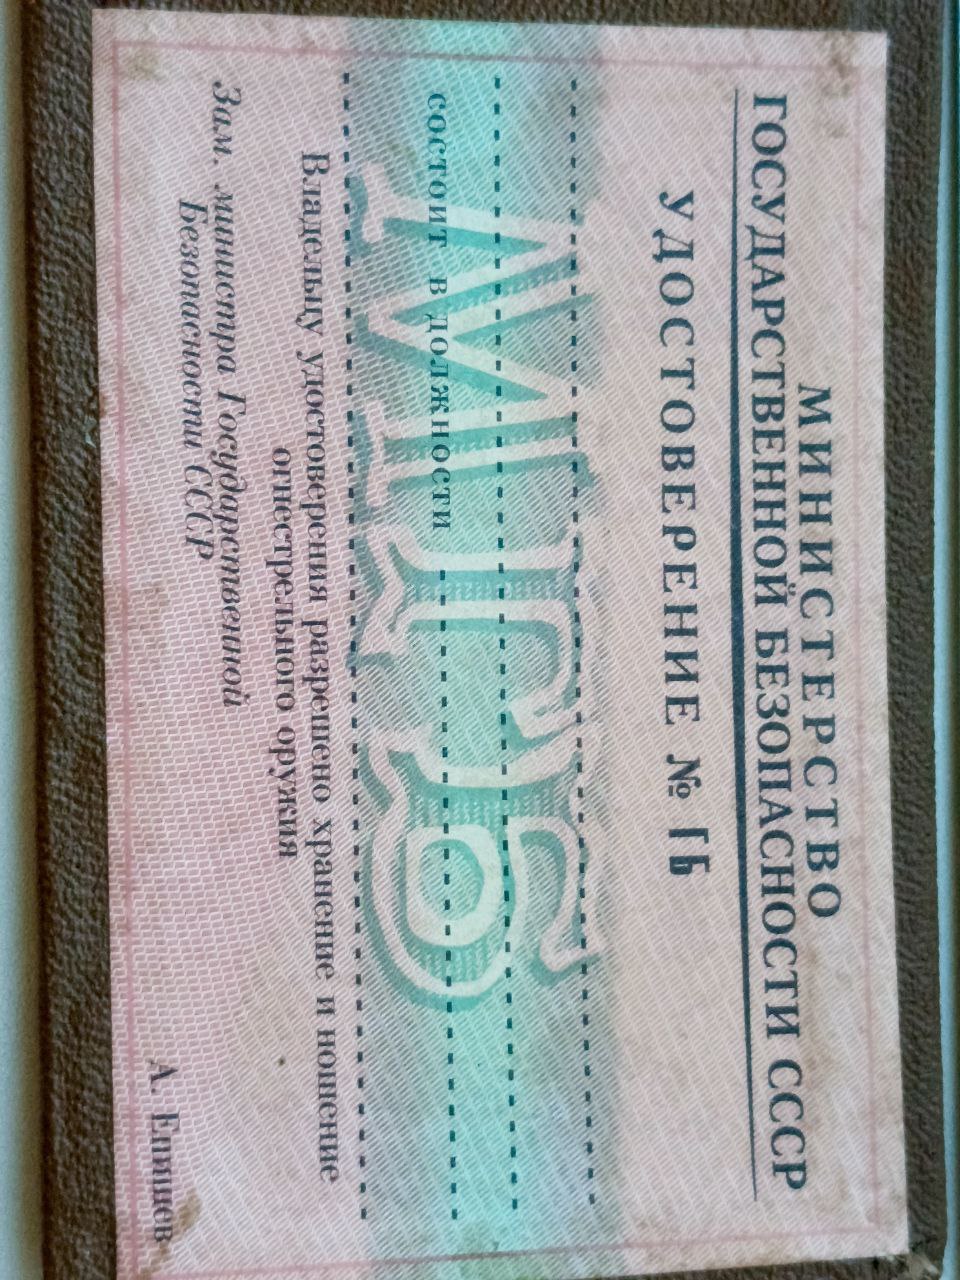 МИНИСТЕРСТВО
ГОСУДАРСТВЕННОЙ БЕЗОПАСНОСТИ СССР
УДОСТОВЕРЕНИЕ № ГБ
МГБ
состоит в должности
Владельцу удостоверения разрешено хранение и ношение
огнестрельного оружия
Зам. министра Государственной
Безопасности СССР
А. Епишев